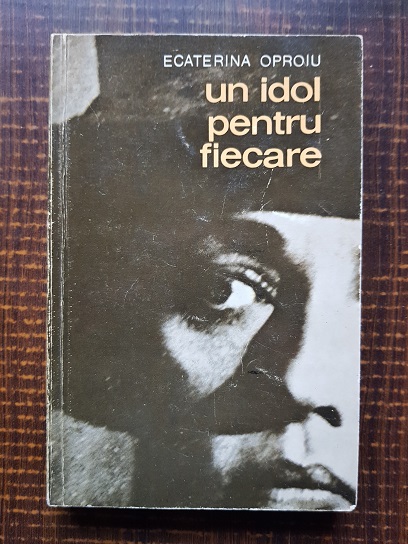 ECATERINA OPROIU
un idol
pentru
fiecare